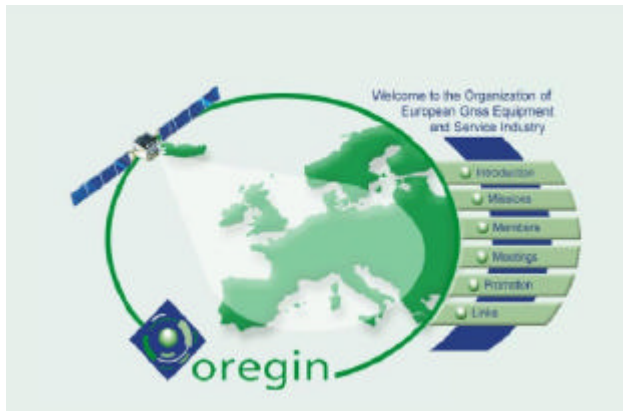 Welcome to the Organization of
European Gnss Equipment
and Service Industry
Introduction
Missions
Members
Meetings
Promotion
Links
oregin